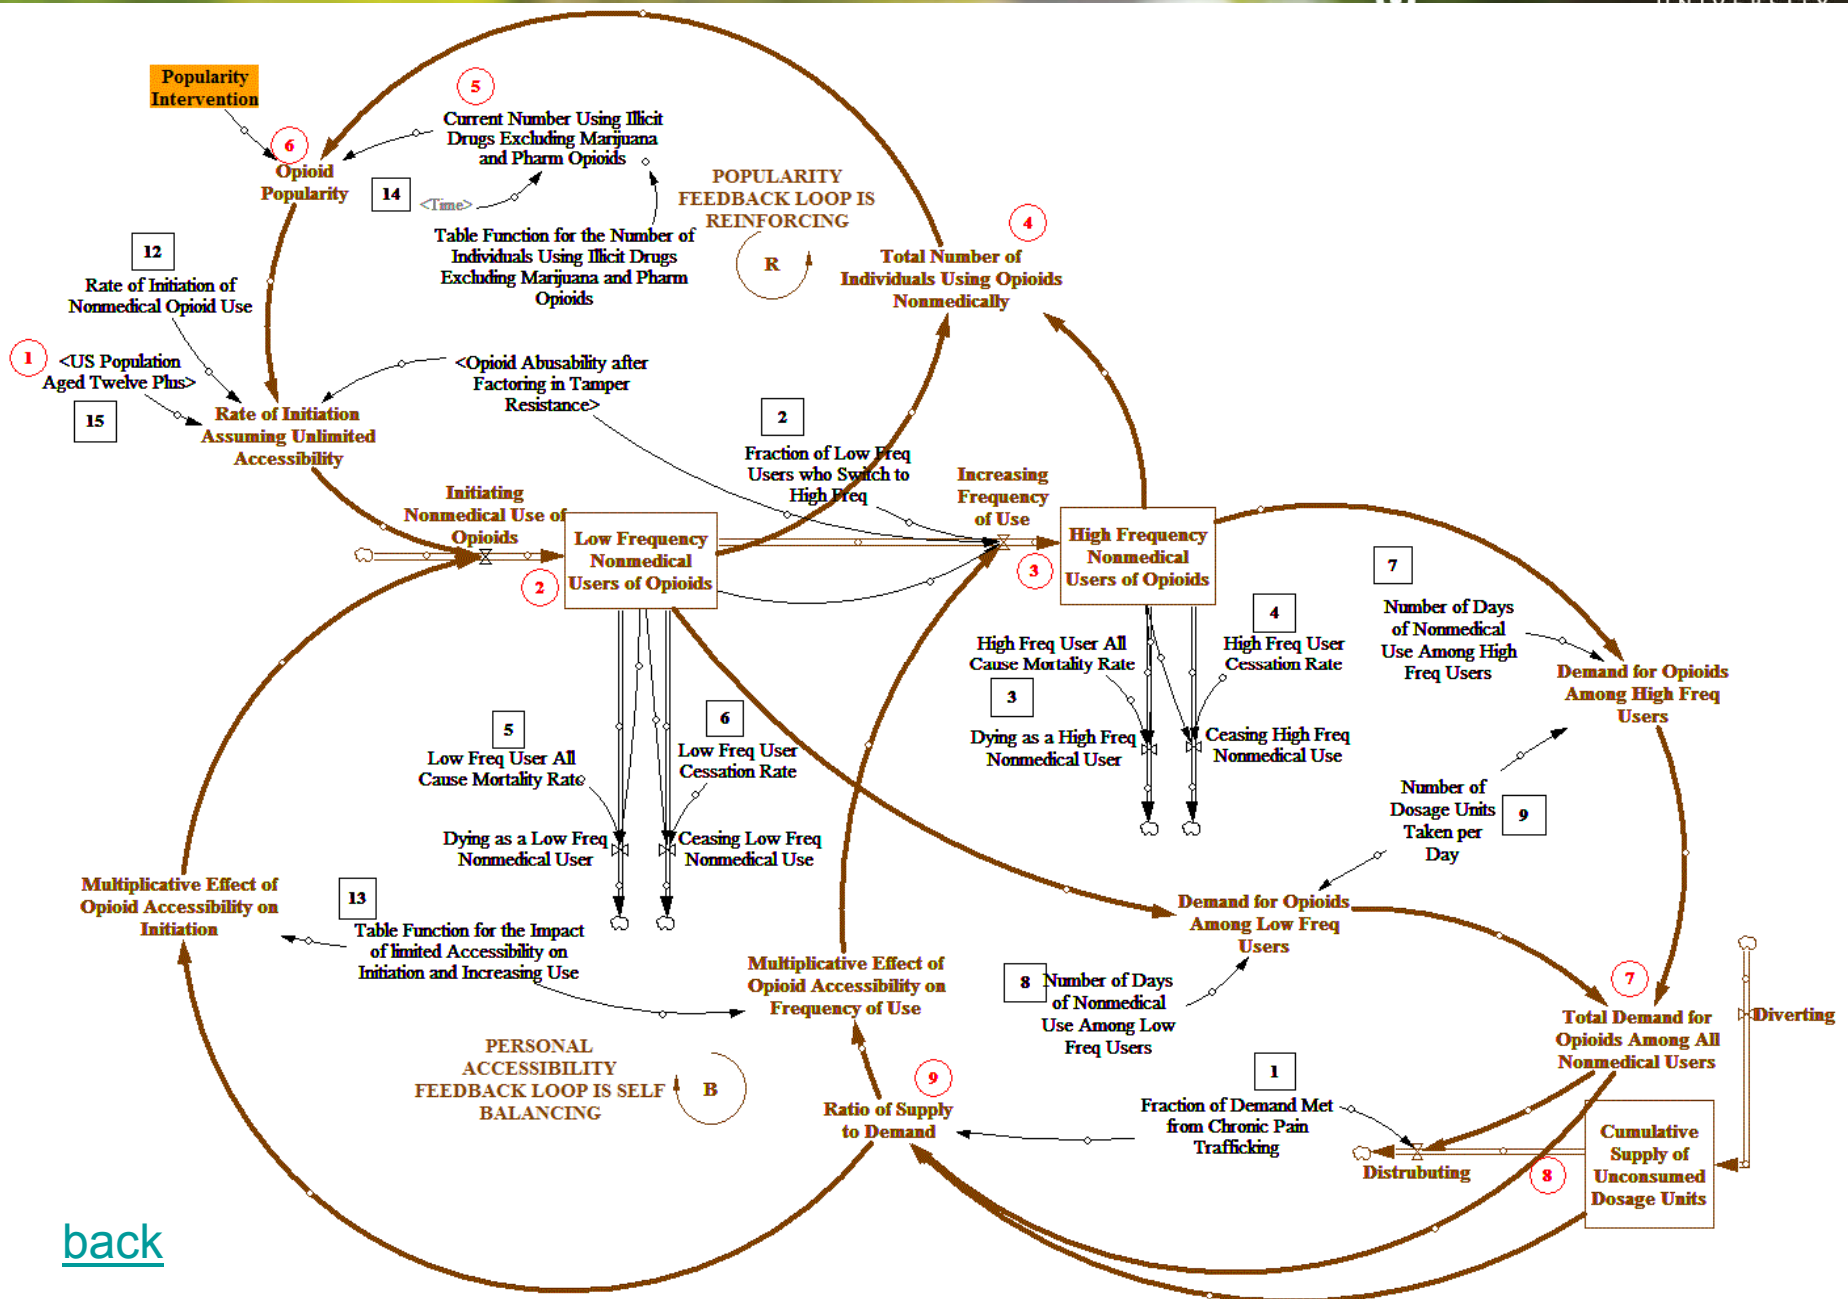 Popularity
Intervention
5
Current Number Using Illicit
Drugs Excluding Marijuana
and Pharm Opioids
6
Opioid
Popularity
14
<Time>
POPULARITY
FEEDBACK LOOP IS
REINFORCING
R
Table Function for the Number of
Individuals Using Illicit Drugs
Excluding Marijuana and Pharm
Opioids
4
Total Number of
Individuals Using Opioids
Nonmedically
12
Rate of Initiation of
Nonmedical Opioid Use
1
<US Population
Aged Twelve Plus>
15
Rate of Initiation
Assuming Unlimited
Accessibility
<Opioid Abusability after
Factoring in Tamper
Resistance>
2
Fraction of Low Freq
Users who Switch to
High Freq
Increasing
Frequency
of Use
Initiating
Nonmedical Use of
Opioids
2
Low Frequency
Nonmedical
Users of Opioids
3
High Frequency
Nonmedical
Users of Opioids
7
Number of Days
of Nonmedical
Use Among High
Freq Users
High Freq User All
Cause Mortality Rate
3
4
High Freq User
Cessation Rate
Demand for Opioids
Among High Freq
Users
Dying as a High Freq
Nonmedical User
Ceasing High Freq
Nonmedical Use
5
Low Freq User All
Cause Mortality Rate
6
Low Freq User
Cessation Rate
Dying as a Low Freq
Nonmedical User
Ceasing Low Freq
Nonmedical Use
Number of
Dosage Units
Taken per
Day
9
Multiplicative Effect of
Opioid Accessibility on
Initiation
13
Table Function for the Impact
of limited Accessibility on
Initiation and Increasing Use
Multiplicative Effect of
Opioid Accessibility on
Frequency of Use
Demand for Opioids
Among Low Freq
Users
8
Number of Days
of Nonmedical
Use Among Low
Freq Users
7
Total Demand for
Opioids Among All
Nonmedical Users
Diverting
PERSONAL
ACCESSIBILITY
FEEDBACK LOOP IS SELF
BALANCING
B
9
Ratio of Supply
to Demand
1
Fraction of Demand Met
from Chronic Pain
Trafficking
Distrubuting
8
Cumulative
Supply of
Unconsumed
Dosage Units
back